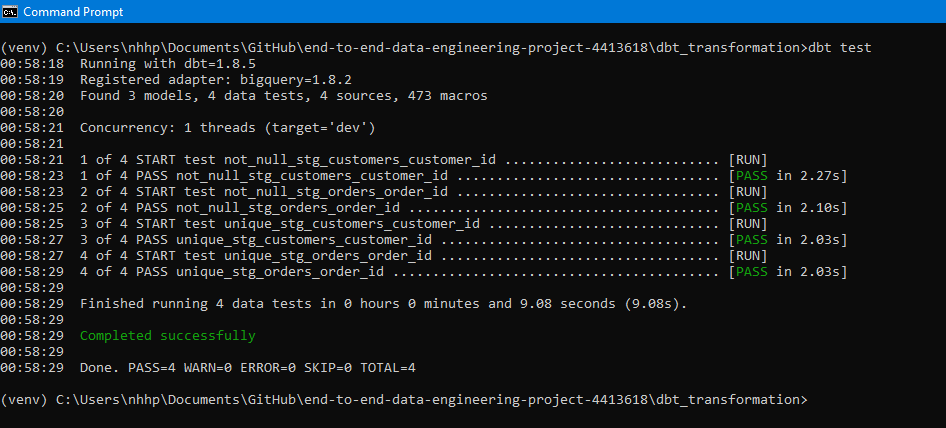 Command Prompt
(venv) C:\Users\nhhp\Documents\GitHub\end-to-end-data-engineering-project-4413618\dbt_transformation>dbt test
00:58:18  Running with dbt=1.8.5
00:58:19  Registered adapter: bigquery=1.8.2
00:58:20  Found 3 models, 4 data tests, 4 sources, 473 macros
00:58:20
00:58:21  Concurrency: 1 threads (target='dev')
00:58:21
00:58:21  1 of 4 START test not_null_stg_customers_customer_id ........................... [RUN]
00:58:23  1 of 4 PASS not_null_stg_customers_customer_id ................................. [PASS in 2.27s]
00:58:23  2 of 4 START test not_null_stg_orders_order_id ................................. [RUN]
00:58:25  2 of 4 PASS not_null_stg_orders_order_id ....................................... [PASS in 2.10s]
00:58:25  3 of 4 START test unique_stg_customers_customer_id ............................. [RUN]
00:58:27  3 of 4 PASS unique_stg_customers_customer_id ................................... [PASS in 2.03s]
00:58:27  4 of 4 START test unique_stg_orders_order_id ................................... [RUN]
00:58:29  4 of 4 PASS unique_stg_orders_order_id ......................................... [PASS in 2.03s]
00:58:29
00:58:29  Finished running 4 data tests in 0 hours 0 minutes and 9.08 seconds (9.08s).
00:58:29
00:58:29  Completed successfully
00:58:29
00:58:29  Done. PASS=4 WARN=0 ERROR=0 SKIP=0 TOTAL=4
(venv) C:\Users\nhhp\Documents\GitHub\end-to-end-data-engineering-project-4413618\dbt_transformation>